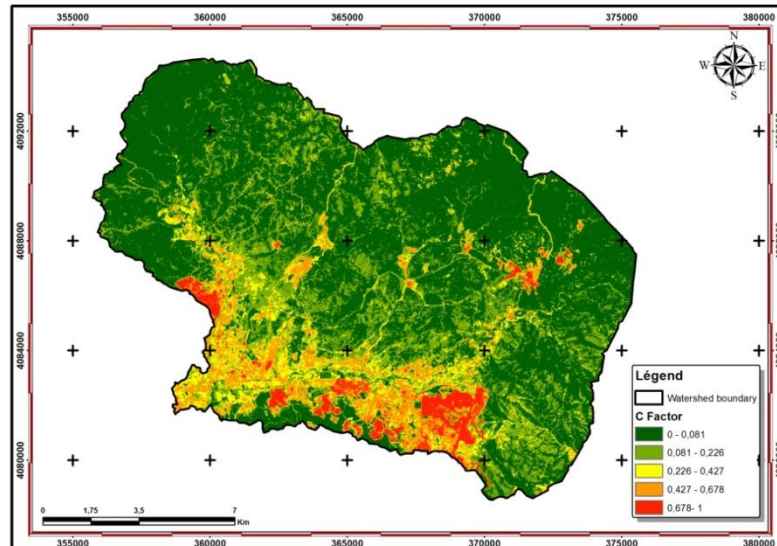 355000 360000 365000 370000 375000 380000
N
W E
S
4092000
4088000
4084000
4080000
Légend
Watershed boundary
C Factor
0 - 0,081
0,081 - 0,226
0,226 - 0,427
0,427 - 0,678
0,678- 1
0 1,75 3,5 7
Km
355000 360000 365000 370000 375000 380000